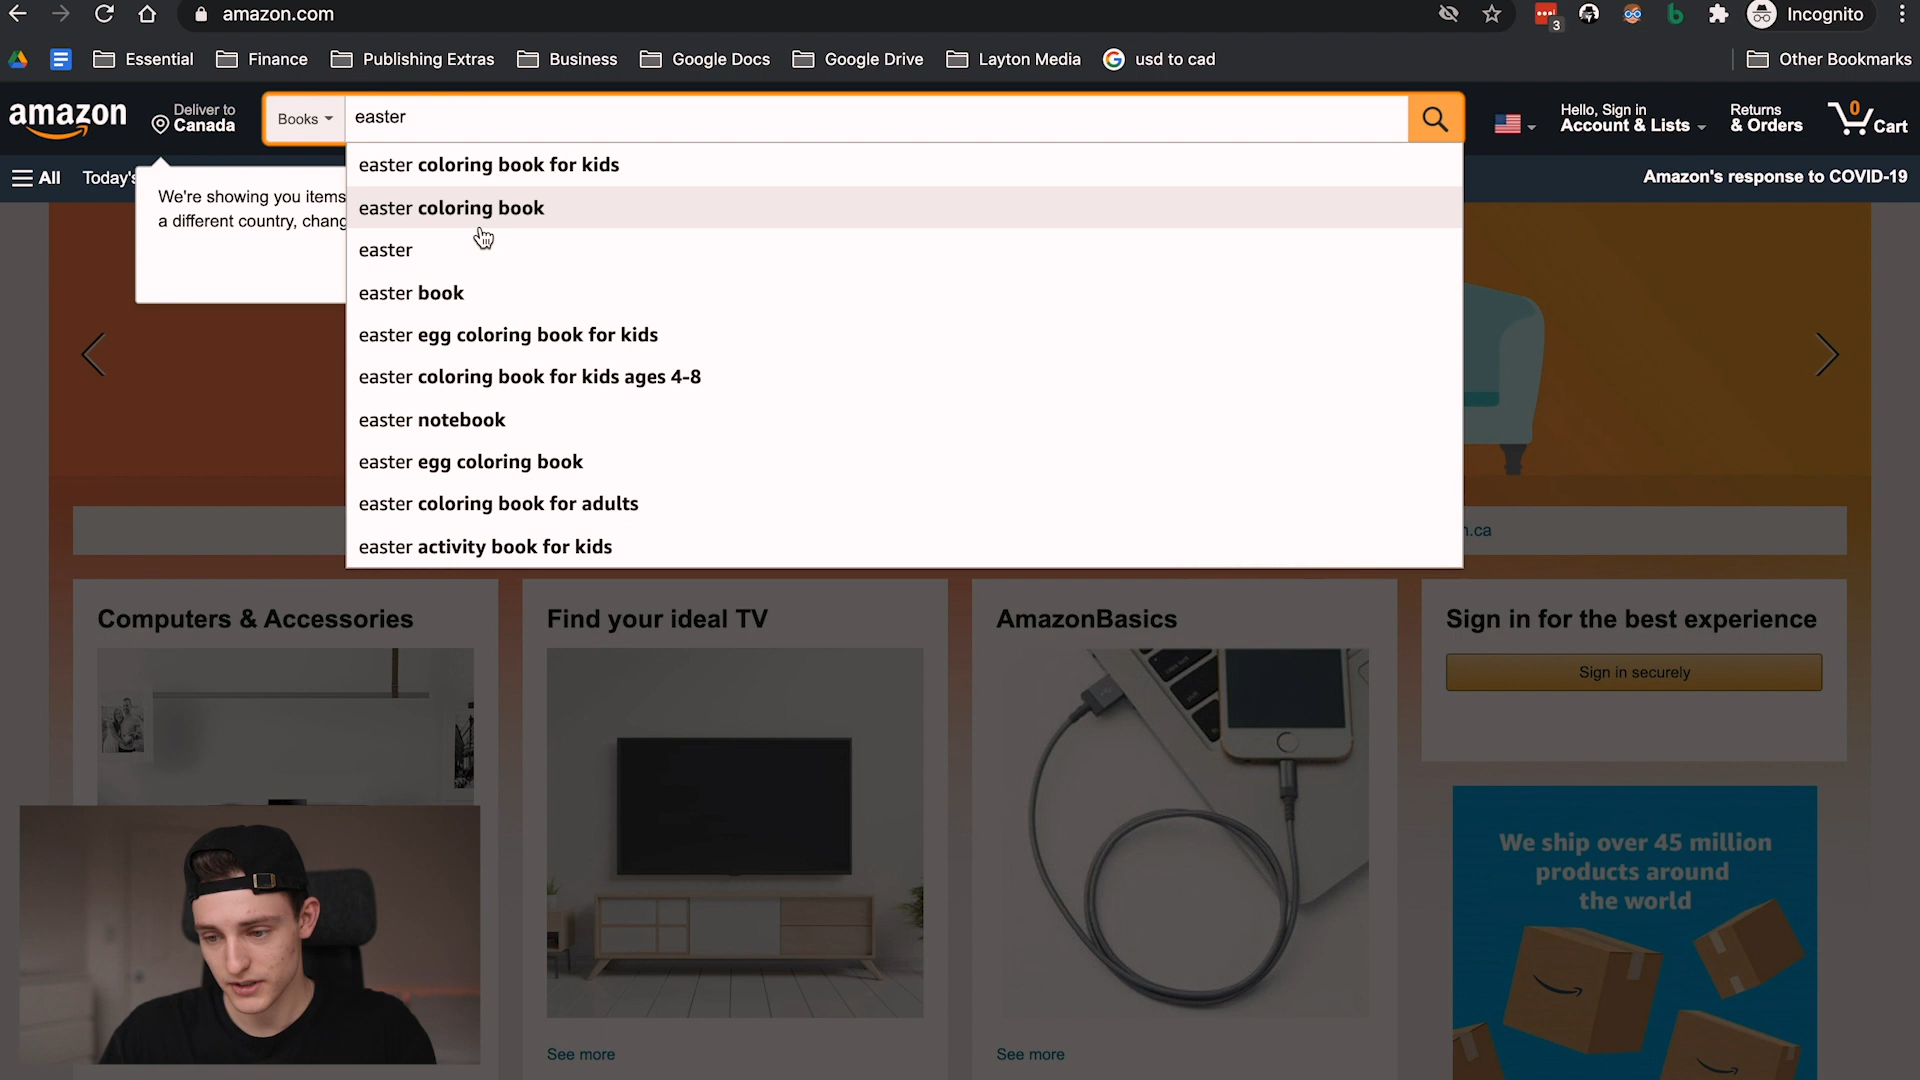 amazon.com
3
Incognito
Essential
Finance
Publishing Extras
Business
Google Docs
Google Drive
Layton Media
usd to cad
Other Bookmarks
amazon
Deliver to
Canada
Books
easter
0
Hello, Sign in
Account & Lists
Returns
& Orders
Cart
All
Today's
Amazon's response to COVID-19
We're showing you items
a different country, chang
easter coloring book for kids
easter coloring book
easter
easter book
easter egg coloring book for kids
easter coloring book for kids ages 4-8
easter notebook
easter egg coloring book
easter coloring book for adults
easter activity book for kids
n.ca
Computers & Accessories
Find your ideal TV
AmazonBasics
Sign in for the best experience
Sign in securely
We ship over 45 million
products around
the world
See more
See more